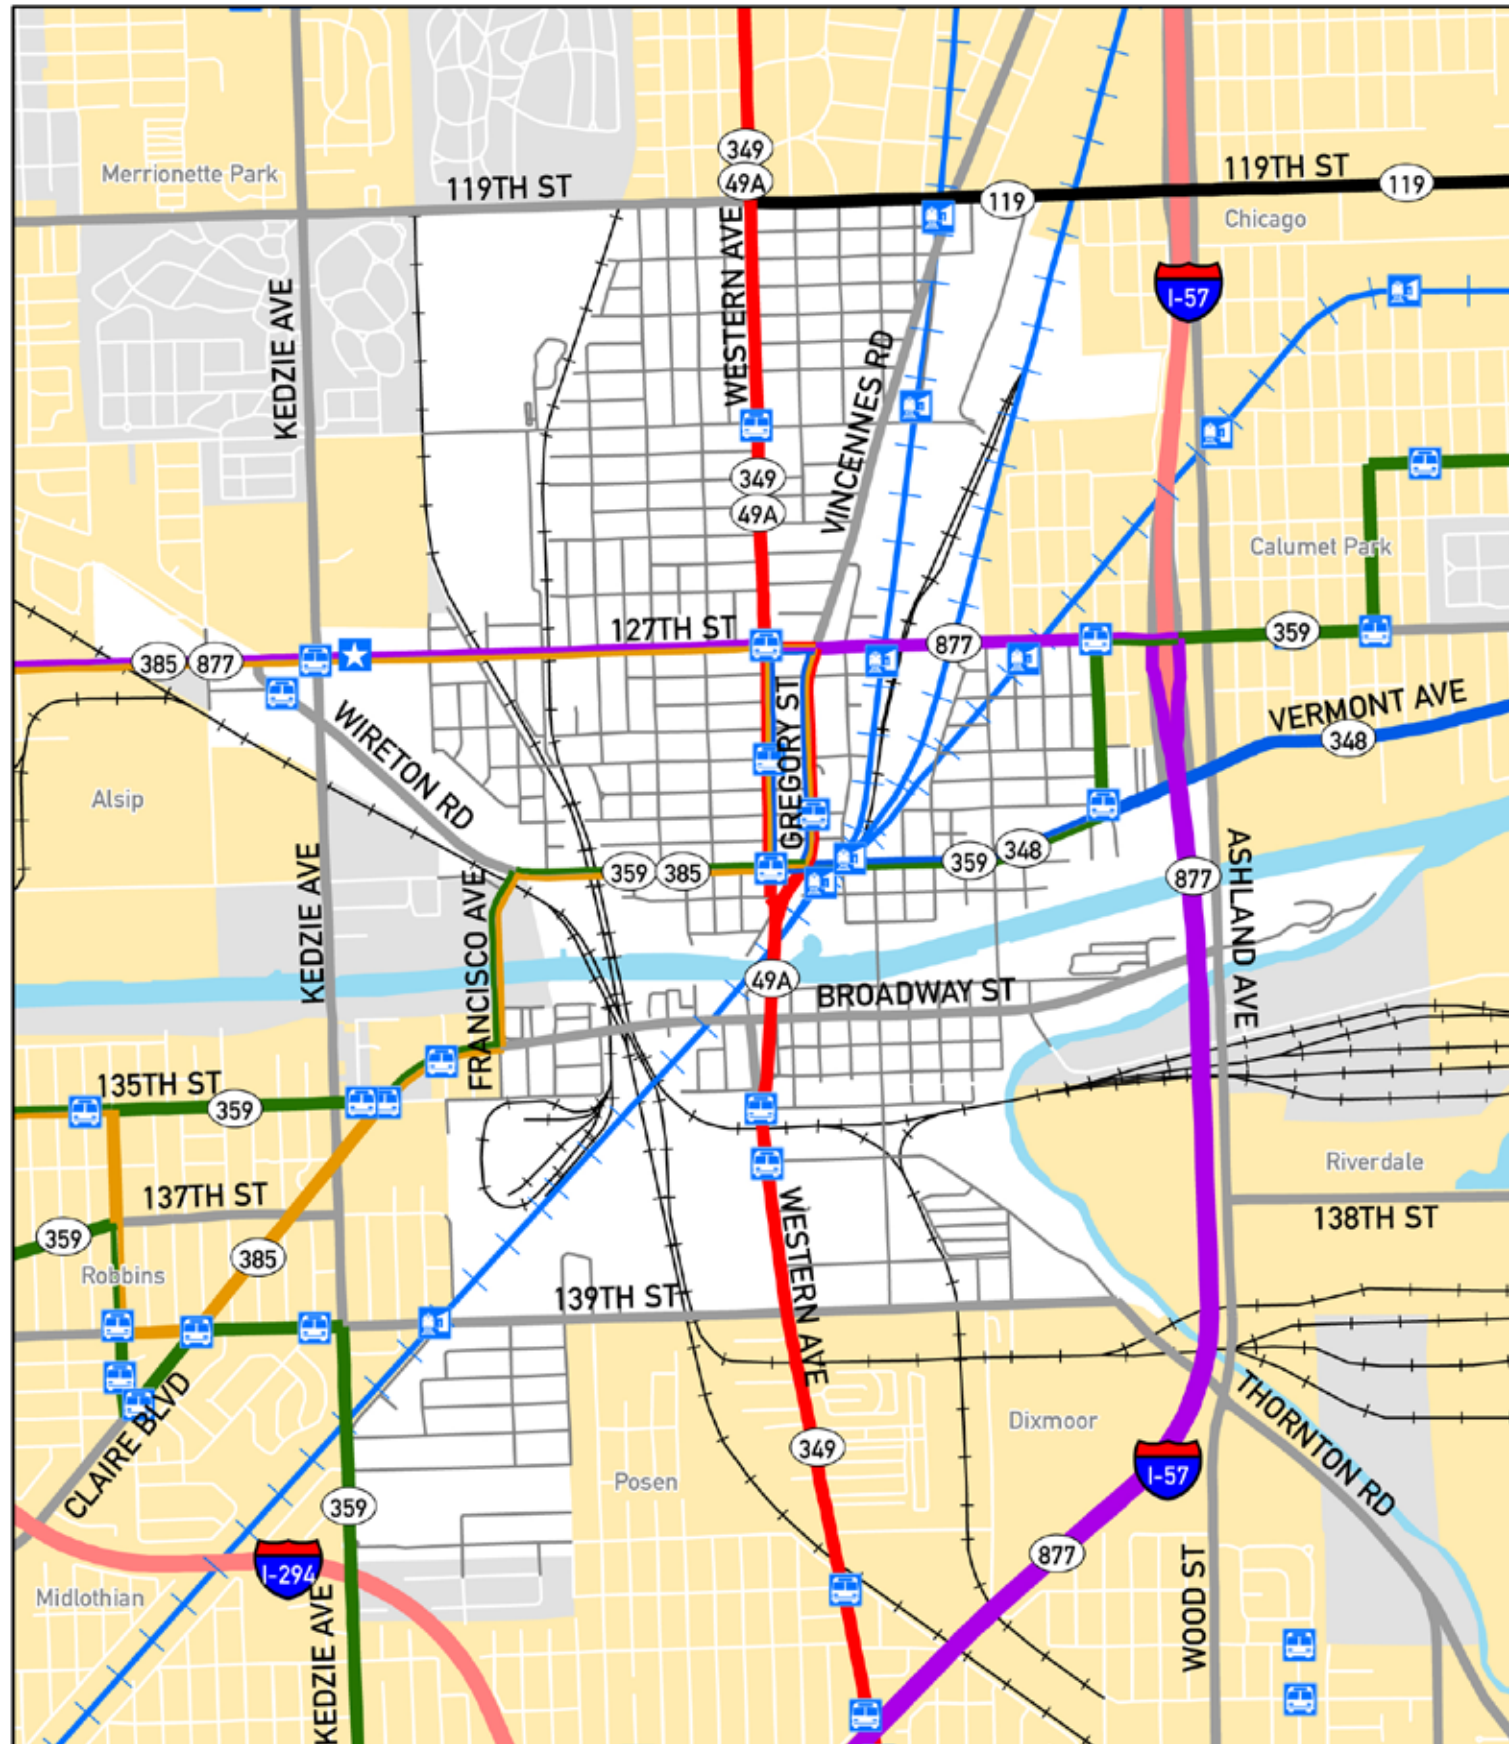 349
Merrionette Park
119TH ST
49A
119
119TH ST
119
Chicago
WESTERN AVE
KEDZIE AVE
I-57
VINCENNES RD
349
49A
Calumet Park
127TH ST
877
359
385
877
GREGORY ST
VERMONT AVE
348
WIRETON RD
Alsip
359
385
359
348
877
ASHLAND AVE
KEDZIE AVE
FRANCISCO AVE
49A
BROADWAY ST
135TH ST
359
137TH ST
Riverdale
138TH ST
359
385
Robbins
WESTERN AVE
139TH ST
CLAIRE BLVD
THORNTON RD
Dixmoor
349
I-57
Posen
359
877
I-294
Midlothian
KEDZIE AVE
WOOD ST